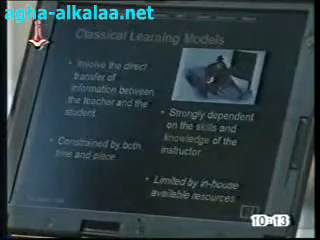 agha-alkalaa.net
Classical Learning Models
• Involve the direct
transfer of
information between
the teacher and the
student
• Constrained by both
time and place
• Strongly dependent
on the skills and
knowledge of the
instructor
• Limited by in-house
available resources
10:13